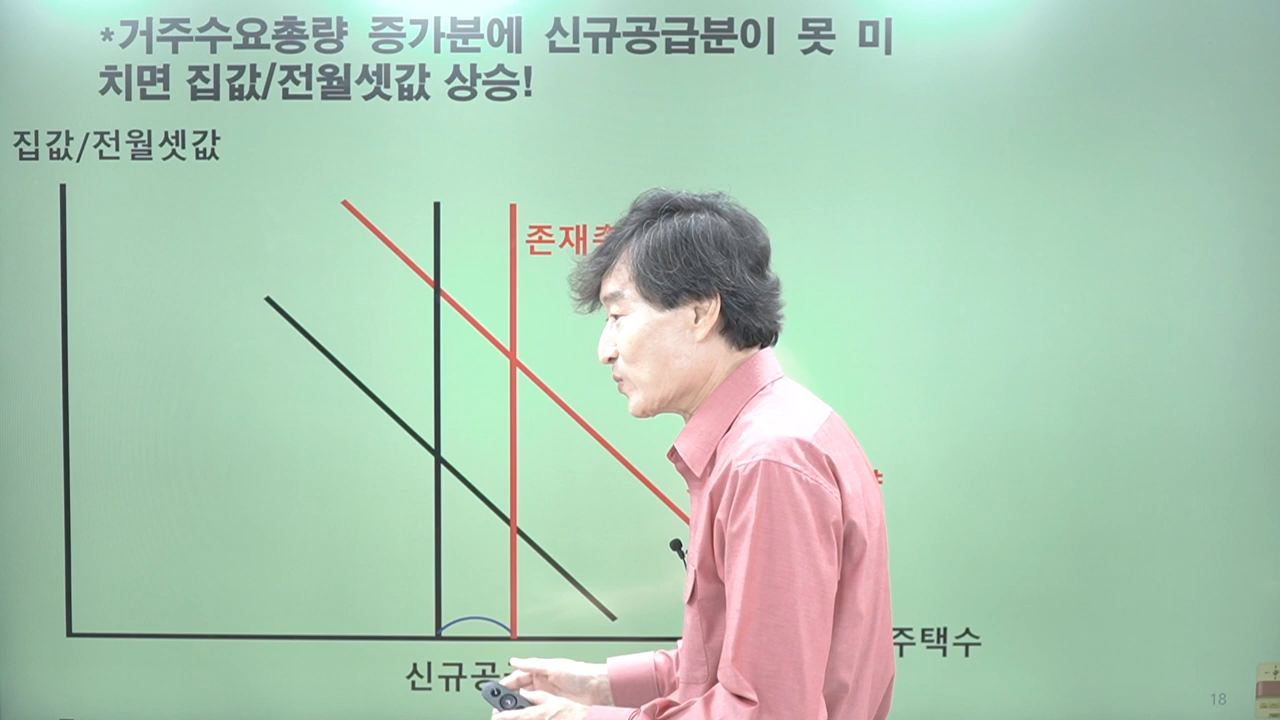 *거주수요총량 증가분에 신규공급분이 못 미
치면 집값/전월셋값 상승!
집값/전월셋값
주택수
18